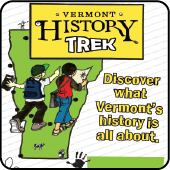 VERMONT
HISTORY
TREK
Discover
what
Vermont's
history is
all about.